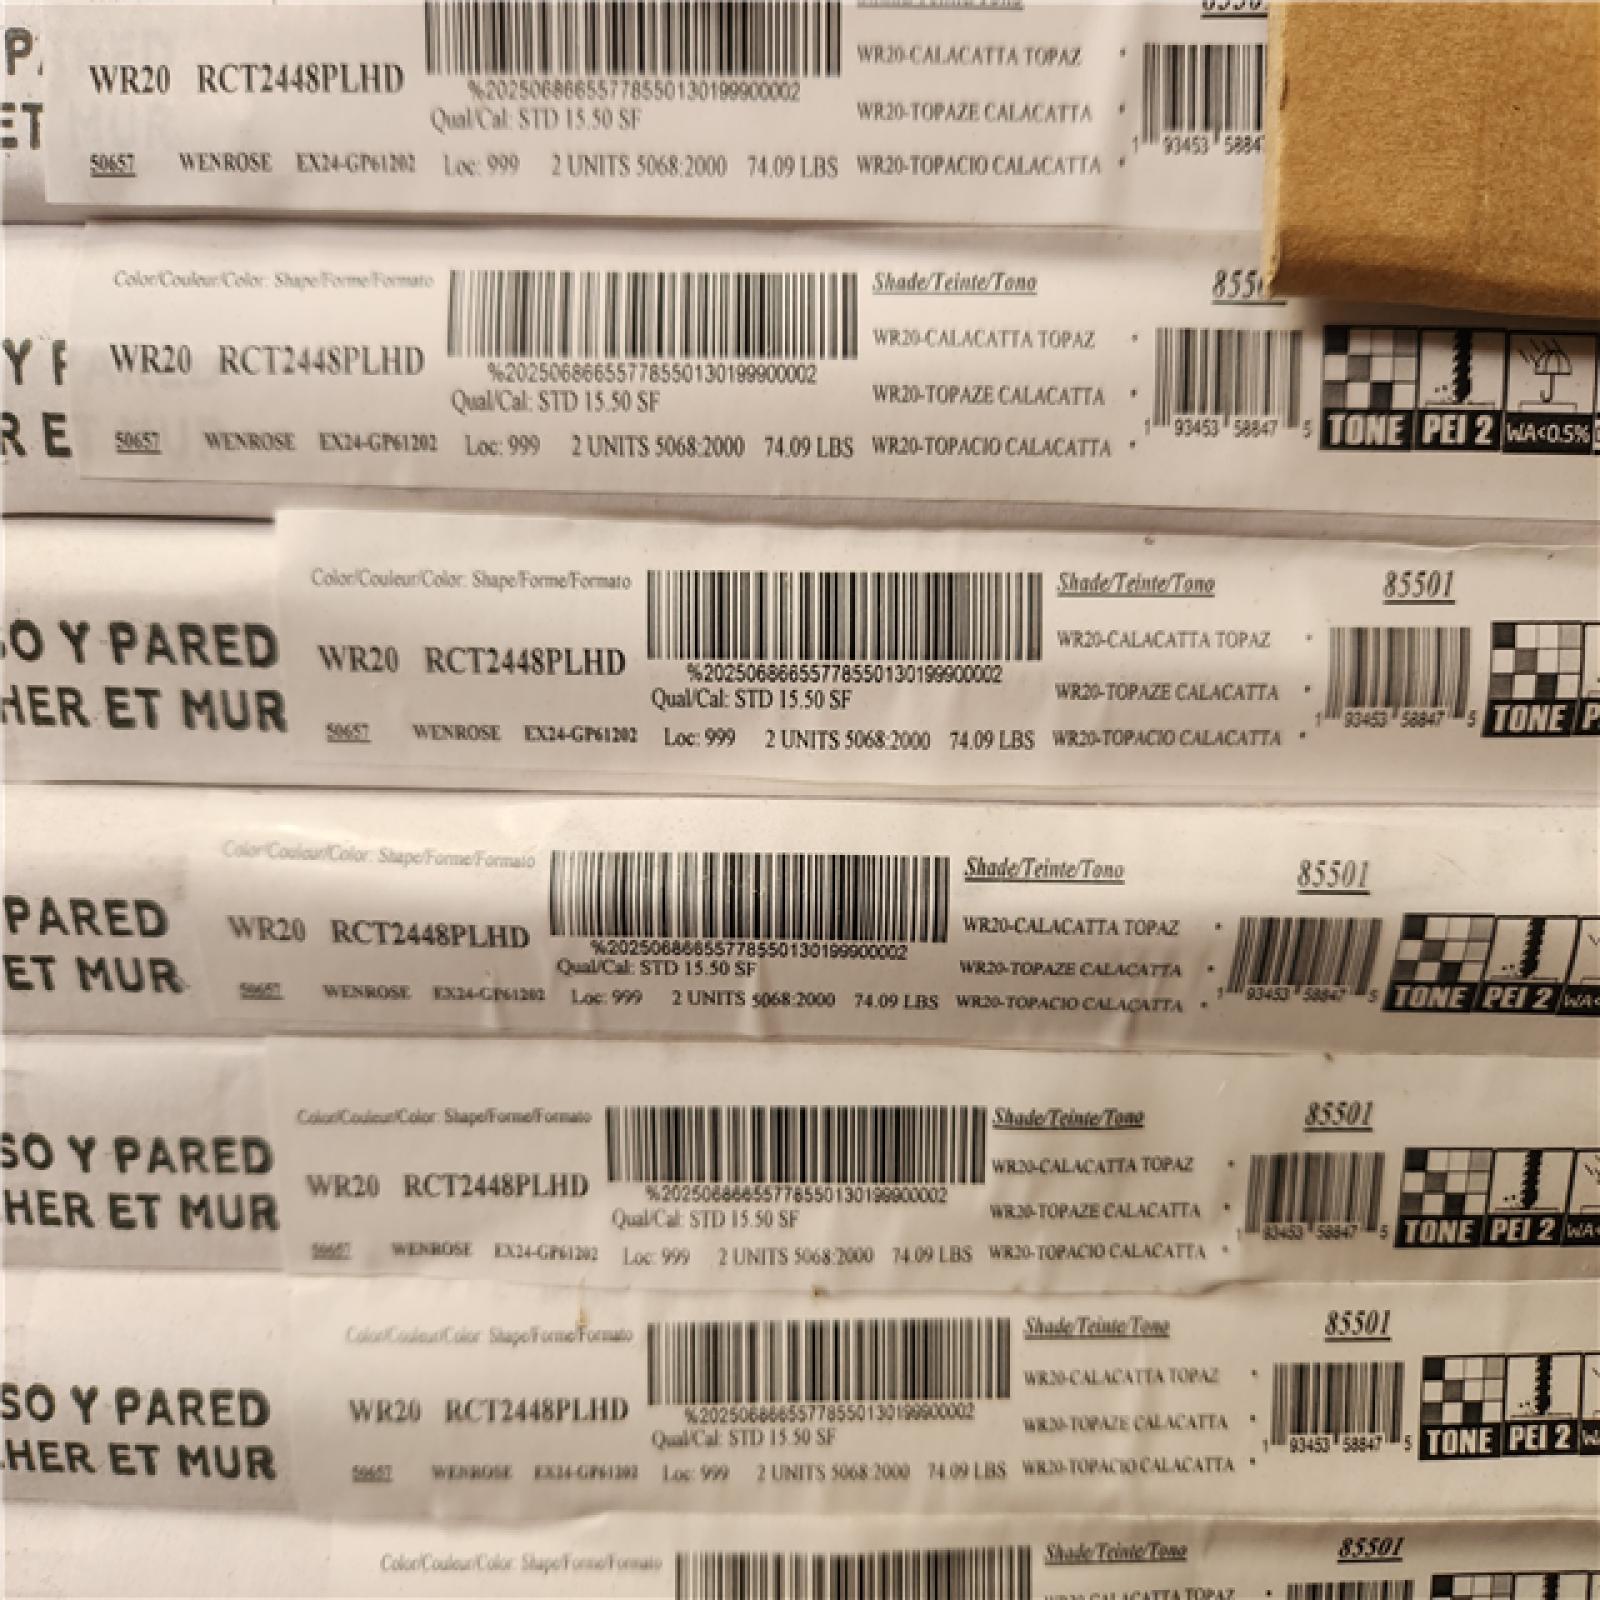 WR20 RCT2448PLHD
%20250686655778550130199900002
Qual/Cal: STD 15.50 SF
50657 WENROSE EX24-GP61202 Loc: 999 2 UNITS 5068:2000 74.09 LBS
WR20-CALACATTA TOPAZ
WR20-TOPAZE CALACATTA
WR20-TOPACIO CALACATTA
1 93453 5884
ET MUR
Color/Couleur/Color: Shape/Forme/Formato
WR20 RCT2448PLHD
%20250686655778550130199900002
Qual/Cal: STD 15.50 SF
50657 WENROSE EX24-GP61202 Loc: 999 2 UNITS 5068:2000 74.09 LBS
Shade/Teinte/Tono 855
WR20-CALACATTA TOPAZ
WR20-TOPAZE CALACATTA
WR20-TOPACIO CALACATTA
1 93453 58847 5
TONE PEI 2 WA<0.5%
Y P
R E
SO Y PARED
HER ET MUR
Color/Couleur/Color: Shape/Forme/Formato
WR20 RCT2448PLHD
%20250686655778550130199900002
Qual/Cal: STD 15.50 SF
50657 WENROSE EX24-GP61202 Loc: 999 2 UNITS 5068:2000 74.09 LBS
Shade/Teinte/Tono 85501
WR20-CALACATTA TOPAZ
WR20-TOPAZE CALACATTA
WR20-TOPACIO CALACATTA
1 93453 58847 5
TONE P
PARED
ET MUR
Color/Couleur/Color: Shape/Forme/Formato
WR20 RCT2448PLHD
%20250686655778550130199900002
Qual/Cal: STD 15.50 SF
50657 WENROSE EX24-GP61202 Loc: 999 2 UNITS 5068:2000 74.09 LBS
Shade/Teinte/Tono 85501
WR20-CALACATTA TOPAZ
WR20-TOPAZE CALACATTA
WR20-TOPACIO CALACATTA
1 93453 58847 5
TONE PEI 2 WA<
SO Y PARED
HER ET MUR
Color/Couleur/Color: Shape/Forme/Formato
WR20 RCT2448PLHD
%20250686655778550130199900002
Qual/Cal: STD 15.50 SF
50657 WENROSE EX24-GP61202 Loc: 999 2 UNITS 5068:2000 74.09 LBS
Shade/Teinte/Tono 85501
WR20-CALACATTA TOPAZ
WR20-TOPAZE CALACATTA
WR20-TOPACIO CALACATTA
1 93453 58847 5
TONE PEI 2 WA<
SO Y PARED
HER ET MUR
Color/Couleur/Color: Shape/Forme/Formato
WR20 RCT2448PLHD
%20250686655778550130199900002
Qual/Cal: STD 15.50 SF
50657 WENROSE EX24-GP61202 Loc: 999 2 UNITS 5068:2000 74.09 LBS
Shade/Teinte/Tono 85501
WR20-CALACATTA TOPAZ
WR20-TOPAZE CALACATTA
WR20-TOPACIO CALACATTA
1 93453 58847 5
TONE PEI 2 W
Color/Couleur/Color: Shape/Forme/Formato
Shade/Teinte/Tono 85501
WR20-CALACATTA TOPAZ